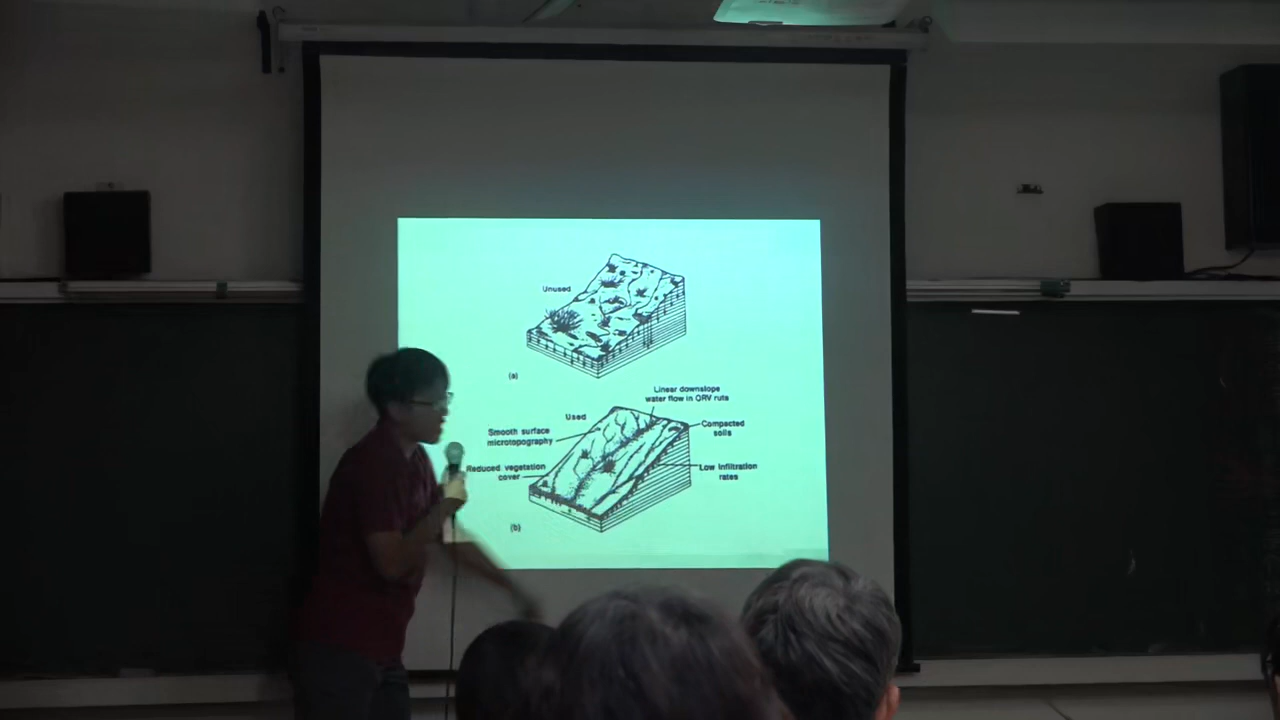 Unused
(a)
Linear downslope
water flow in ORV ruts
Used
Compacted
soils
Smooth surface
microtopography
Reduced vegetation
cover
Low infiltration
rates
(b)